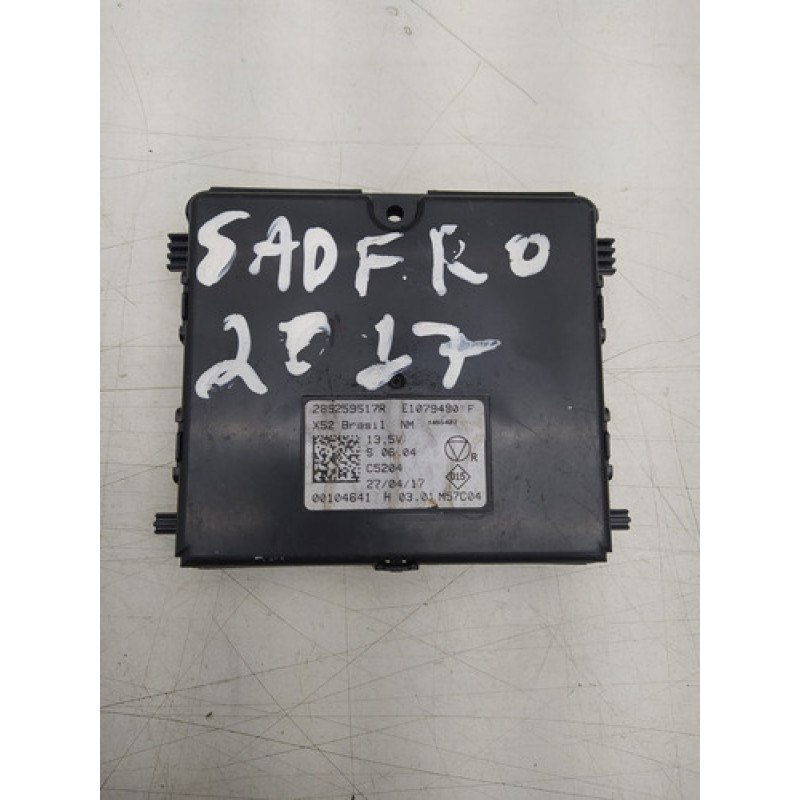 SADFRO
2017
285259517R E1079490 F
X52 Brasil NM
13.5V
S 06.04
C5204
27/04/17
R
015
00104641 H 03.01 M57C04